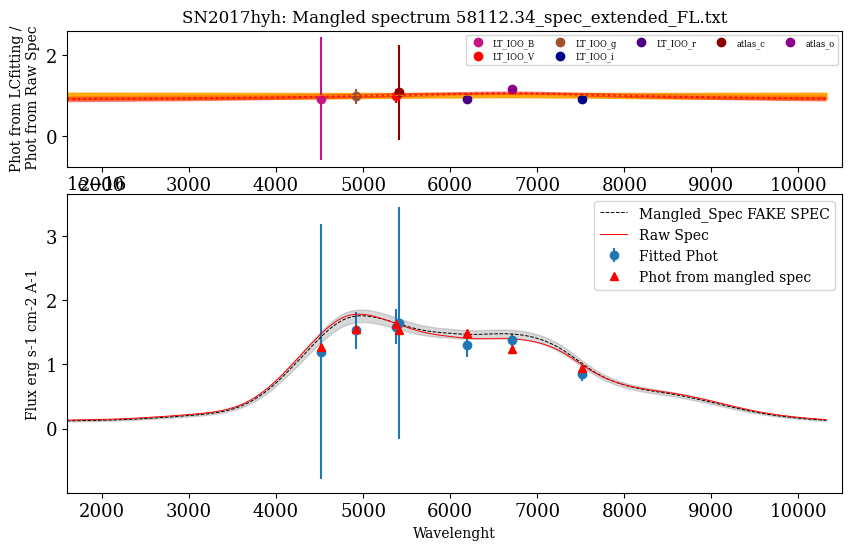 SN2017hyh: Mangled spectrum 58112.34_spec_extended_FL.txt
Phot from LCfitting /
Phot from Raw Spec
2
1
0
LT_IOO_B
LT_IOO_g
LT_IOO_r
atlas_c
atlas_o
LT_IOO_V
LT_IOO_i
3000 4000 5000 6000 7000 8000 9000 10000
Flux erg s-1 cm-2 A-1
3
2
1
0
Mangled_Spec FAKE SPEC
Raw Spec
Fitted Phot
Phot from mangled spec
2000 3000 4000 5000 6000 7000 8000 9000 10000
Wavelenght